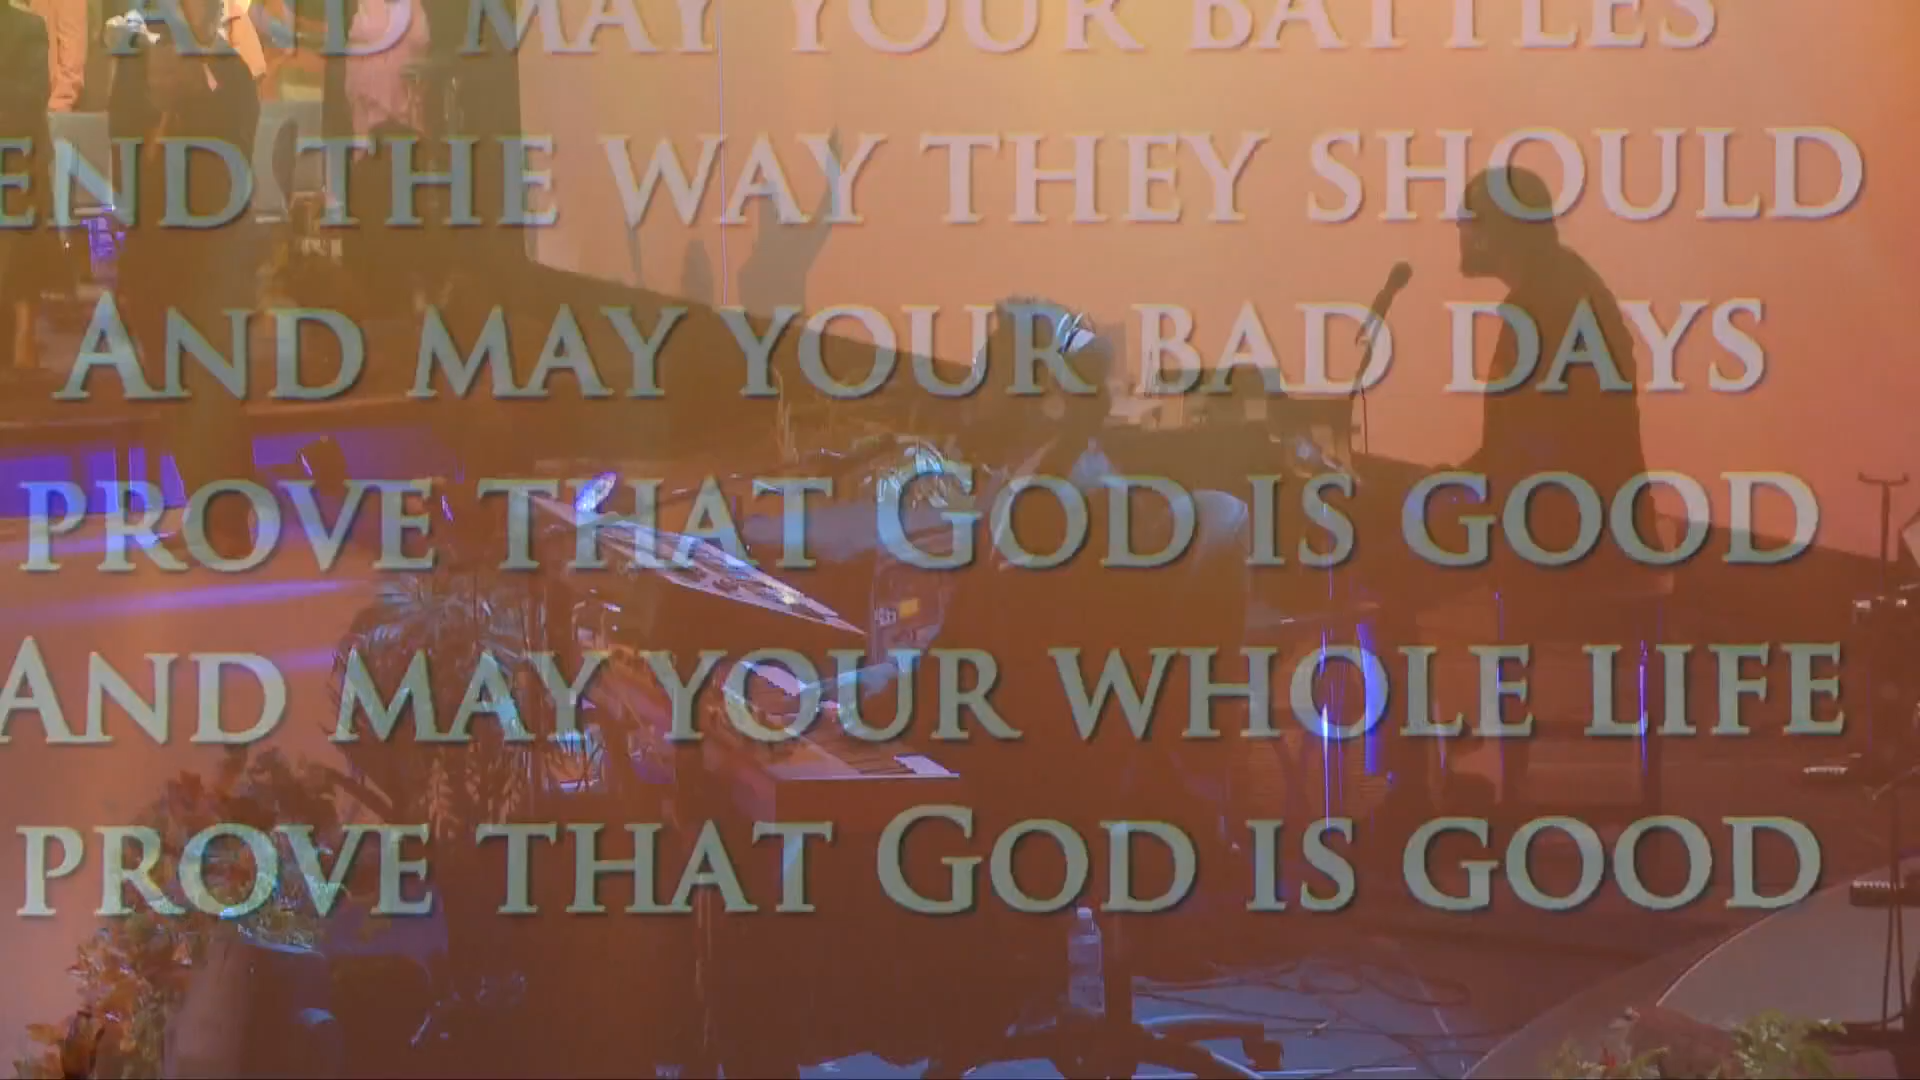 AND MAY YOUR BATTLES
END THE WAY THEY SHOULD
AND MAY YOUR BAD DAYS
PROVE THAT GOD IS GOOD
AND MAY YOUR WHOLE LIFE
PROVE THAT GOD IS GOOD